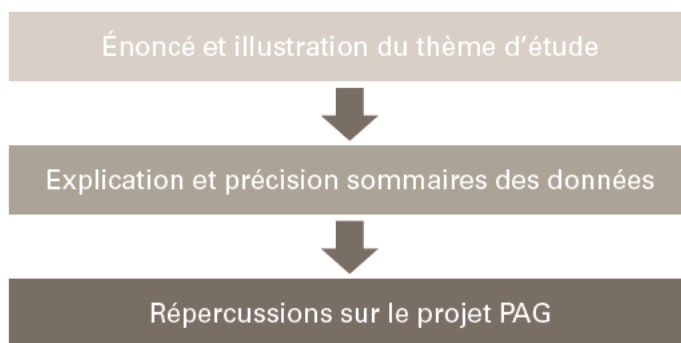 Énoncé et illustration du thème d’étude
Explication et précision sommaires des données
Répercussions sur le projet PAG